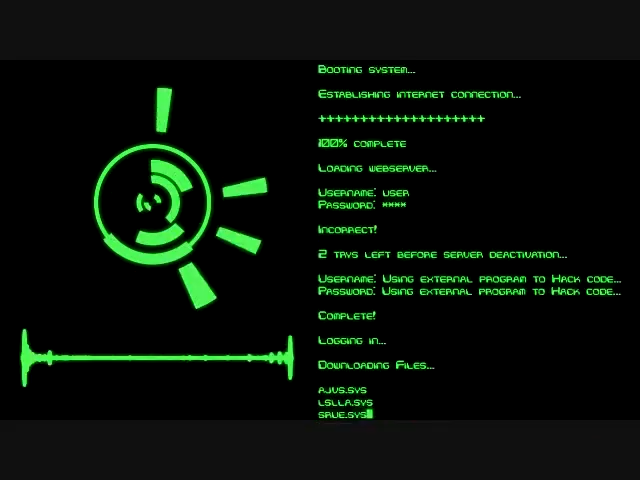 Booting system...
Establishing internet connection...
++++++++++++++++++++
100% complete
Loading webserver...
Username: user
Password: ****
Incorrect!
2 trys left before server deactivation...
Username: Using external program to Hack code...
Password: Using external program to Hack code...
Complete!
Logging in...
Downloading Files...
ajvs.sys
lslla.sys
srue.sys